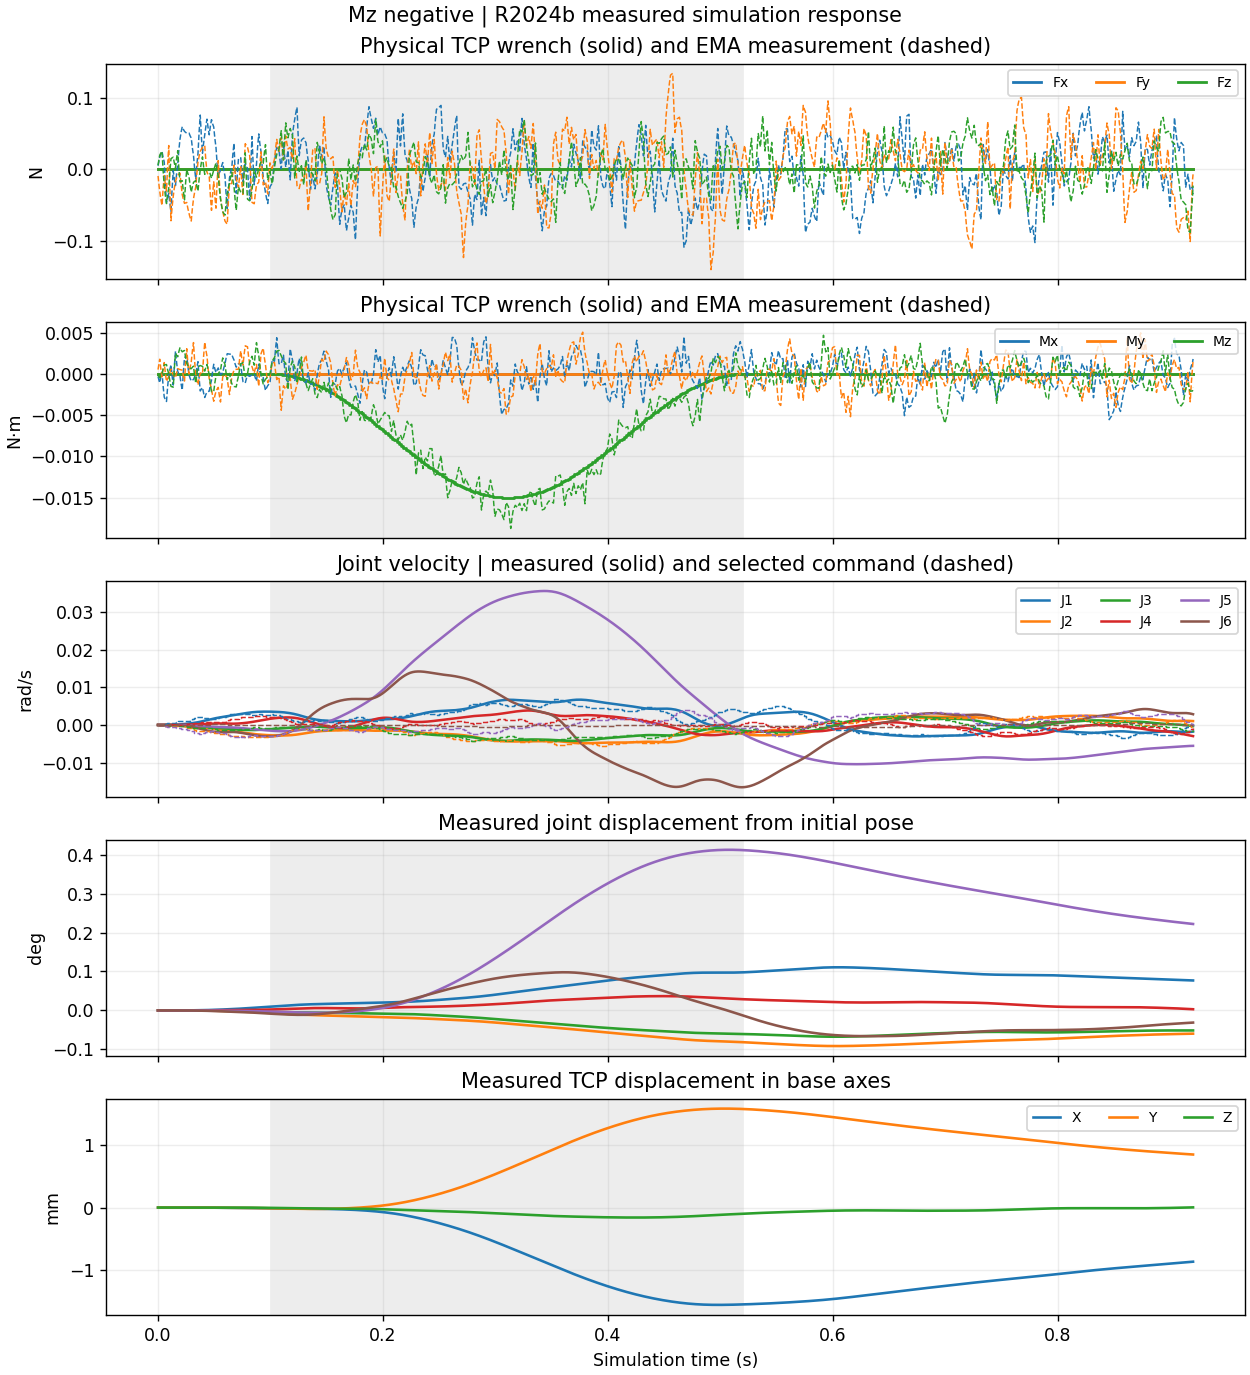 Mz negative | R2024b measured simulation response
Physical TCP wrench (solid) and EMA measurement (dashed)
Fx Fy Fz
0.1
0.0
−0.1
N
Physical TCP wrench (solid) and EMA measurement (dashed)
Mx My Mz
0.005
0.000
−0.005
−0.010
−0.015
N·m
Joint velocity | measured (solid) and selected command (dashed)
J1 J3 J5
J2 J4 J6
0.03
0.02
0.01
0.00
−0.01
rad/s
Measured joint displacement from initial pose
0.4
0.3
0.2
0.1
0.0
−0.1
deg
Measured TCP displacement in base axes
X Y Z
1
0
−1
mm
0.0 0.2 0.4 0.6 0.8
Simulation time (s)